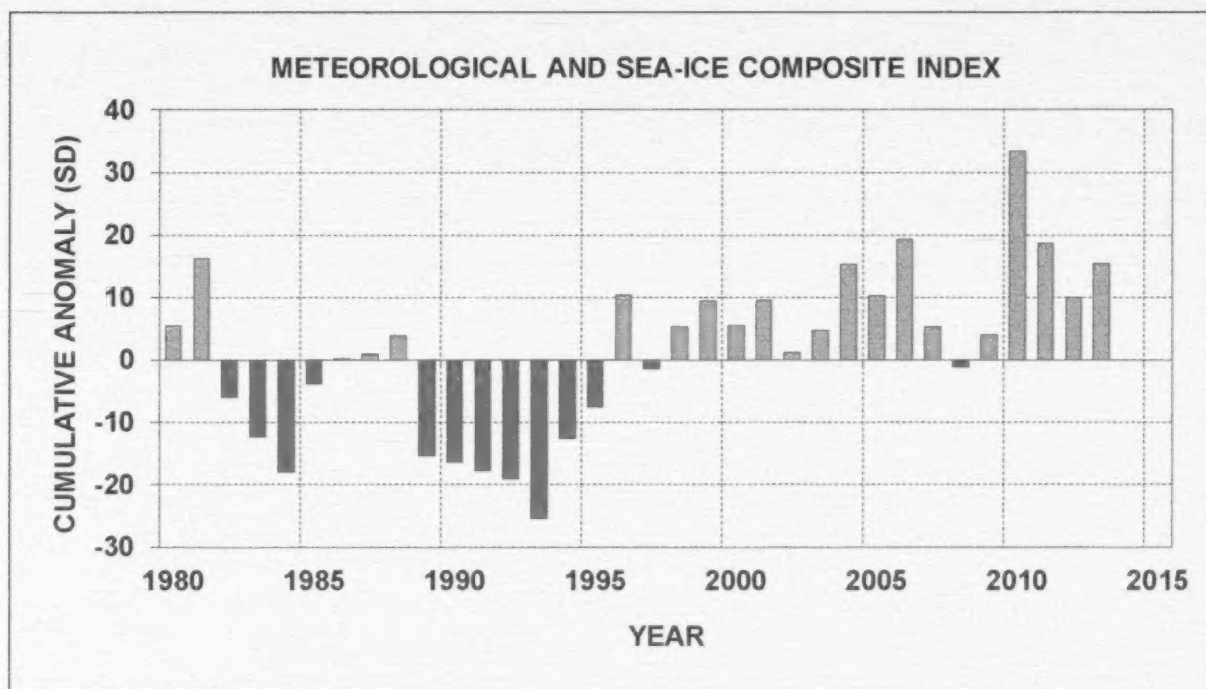 METEOROLOGICAL AND SEA-ICE COMPOSITE INDEX
CUMULATIVE ANOMALY (SD)
40
30
20
10
0
-10
-20
-30
1980 1985 1990 1995 2000 2005 2010 2015
YEAR